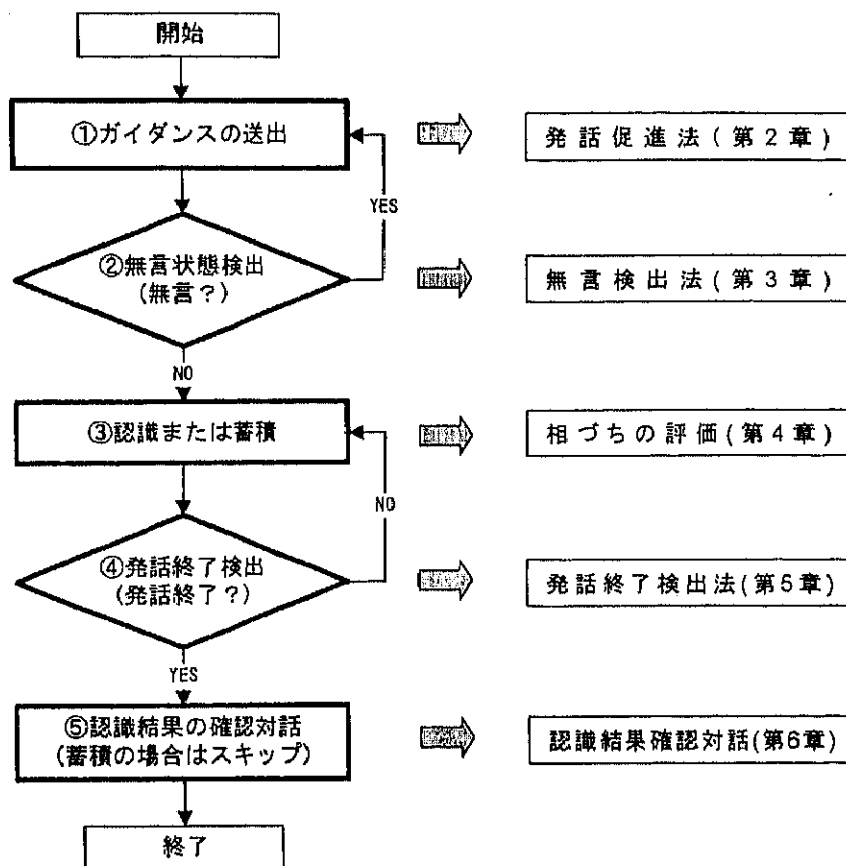 開始
①ガイダンスの送出
発話促進法(第2章)
YES
②無言状態検出
(無言?)
無言検出法(第3章)
NO
③認識または蓄積
相づちの評価(第4章)
NO
④発話終了検出
(発話終了?)
発話終了検出法(第5章)
YES
⑤認識結果の確認対話
(蓄積の場合はスキップ)
認識結果確認対話(第6章)
終了